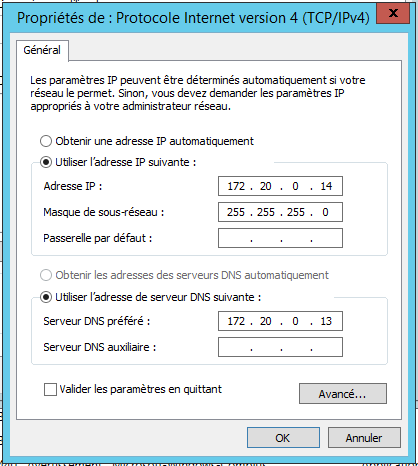 Propriétés de : Protocole Internet version 4 (TCP/IPv4)
x
Général
Les paramètres IP peuvent être déterminés automatiquement si votre
réseau le permet. Sinon, vous devez demander les paramètres IP
appropriés à votre administrateur réseau.
Obtenir une adresse IP automatiquement
Utiliser l'adresse IP suivante :
Adresse IP : 172 . 20 . 0 . 14
Masque de sous-réseau : 255 . 255 . 255 . 0
Passerelle par défaut : . . .
Obtenir les adresses des serveurs DNS automatiquement
Utiliser l'adresse de serveur DNS suivante :
Serveur DNS préféré : 172 . 20 . 0 . 13
Serveur DNS auxiliaire : . . .
Valider les paramètres en quittant
Avancé...
OK Annuler